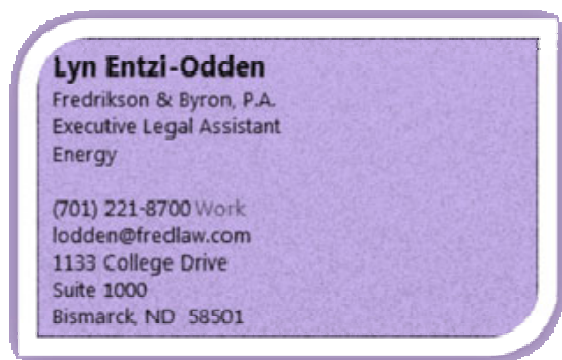 Lyn Entzi-Odden
Fredrikson & Byron, P.A.
Executive Legal Assistant
Energy
(701) 221-8700 Work
lodden@fredlaw.com
1133 College Drive
Suite 1000
Bismarck, ND 58501